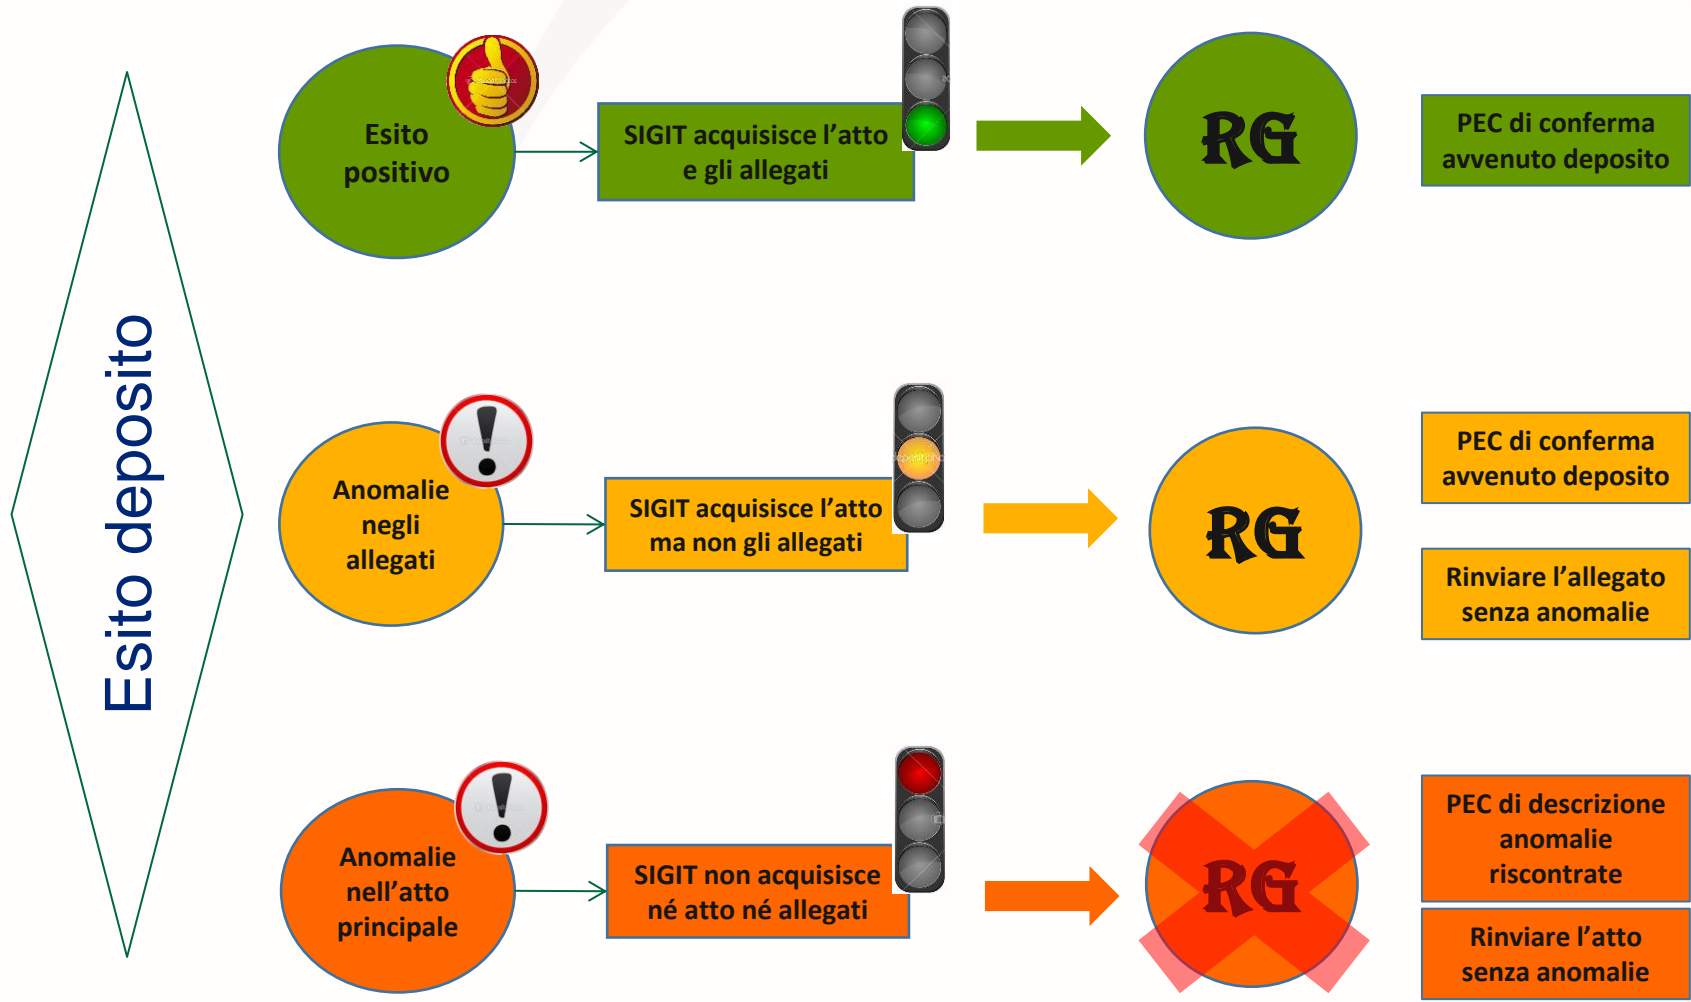 Esito deposito
Esito
positivo
SIGIT acquisisce l’atto
e gli allegati
RG
PEC di conferma
avvenuto deposito
Anomalie
negli
allegati
SIGIT acquisisce l’atto
ma non gli allegati
RG
PEC di conferma
avvenuto deposito
Rinviare l’allegato
senza anomalie
Anomalie
nell’atto
principale
SIGIT non acquisisce
né atto né allegati
RG
PEC di descrizione
anomalie
riscontrate
Rinviare l’atto
senza anomalie